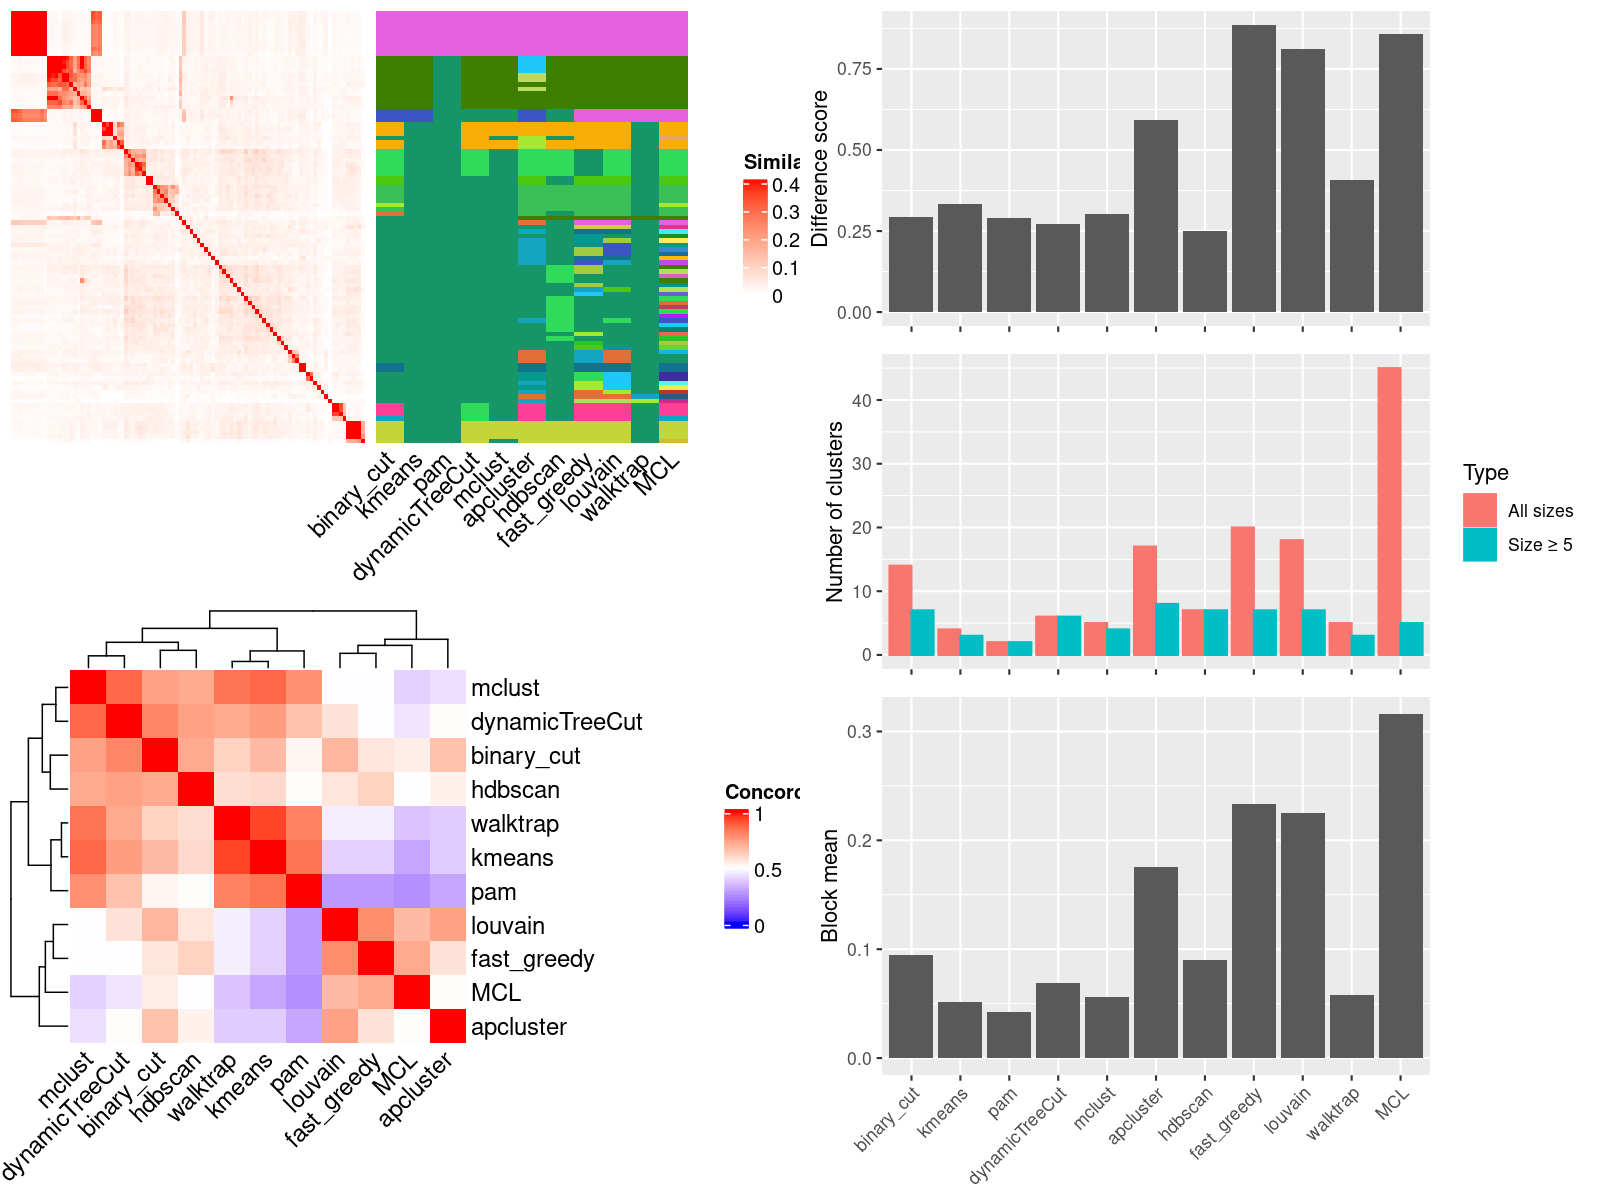 Simila
0.4
0.3
0.2
0.1
0
binary_cut
kmeans
pam
dynamicTreeCut
mclust
apcluster
hdbscan
fast_greedy
louvain
walktrap
MCL
mclust
dynamicTreeCut
binary_cut
hdbscan
walktrap
kmeans
pam
louvain
fast_greedy
MCL
apcluster
Concord
1
0.5
0
mclust
dynamicTreeCut
binary_cut
hdbscan
walktrap
kmeans
pam
louvain
fast_greedy
MCL
apcluster
Difference score
0.75
0.50
0.25
0.00
Number of clusters
40
30
20
10
0
Type
All sizes
Size ≥ 5
Block mean
0.3
0.2
0.1
0.0
binary_cut
kmeans
pam
dynamicTreeCut
mclust
apcluster
hdbscan
fast_greedy
louvain
walktrap
MCL